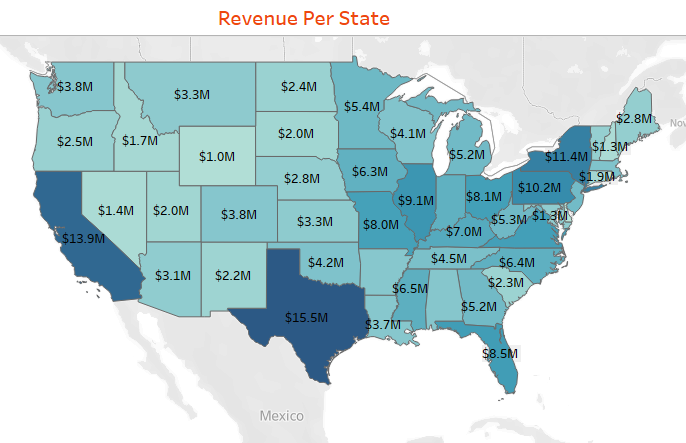 Revenue Per State
$3.8M
$3.3M
$2.4M
$5.4M
$2.8M
Nov
$2.5M
$1.7M
$2.0M
$4.1M
$1.3M
$1.0M
$5.2M
$11.4M
$1.9M
$6.3M
$2.8M
$10.2M
$1.4M
$2.0M
$3.8M
$9.1M
$8.1M
$5.3M
$1.3M
$3.3M
$8.0M
$7.0M
$13.9M
$4.2M
$4.5M
$6.4M
$3.1M
$2.2M
$6.5M
$2.3M
$15.5M
$3.7M
$5.2M
$8.5M
Mexico